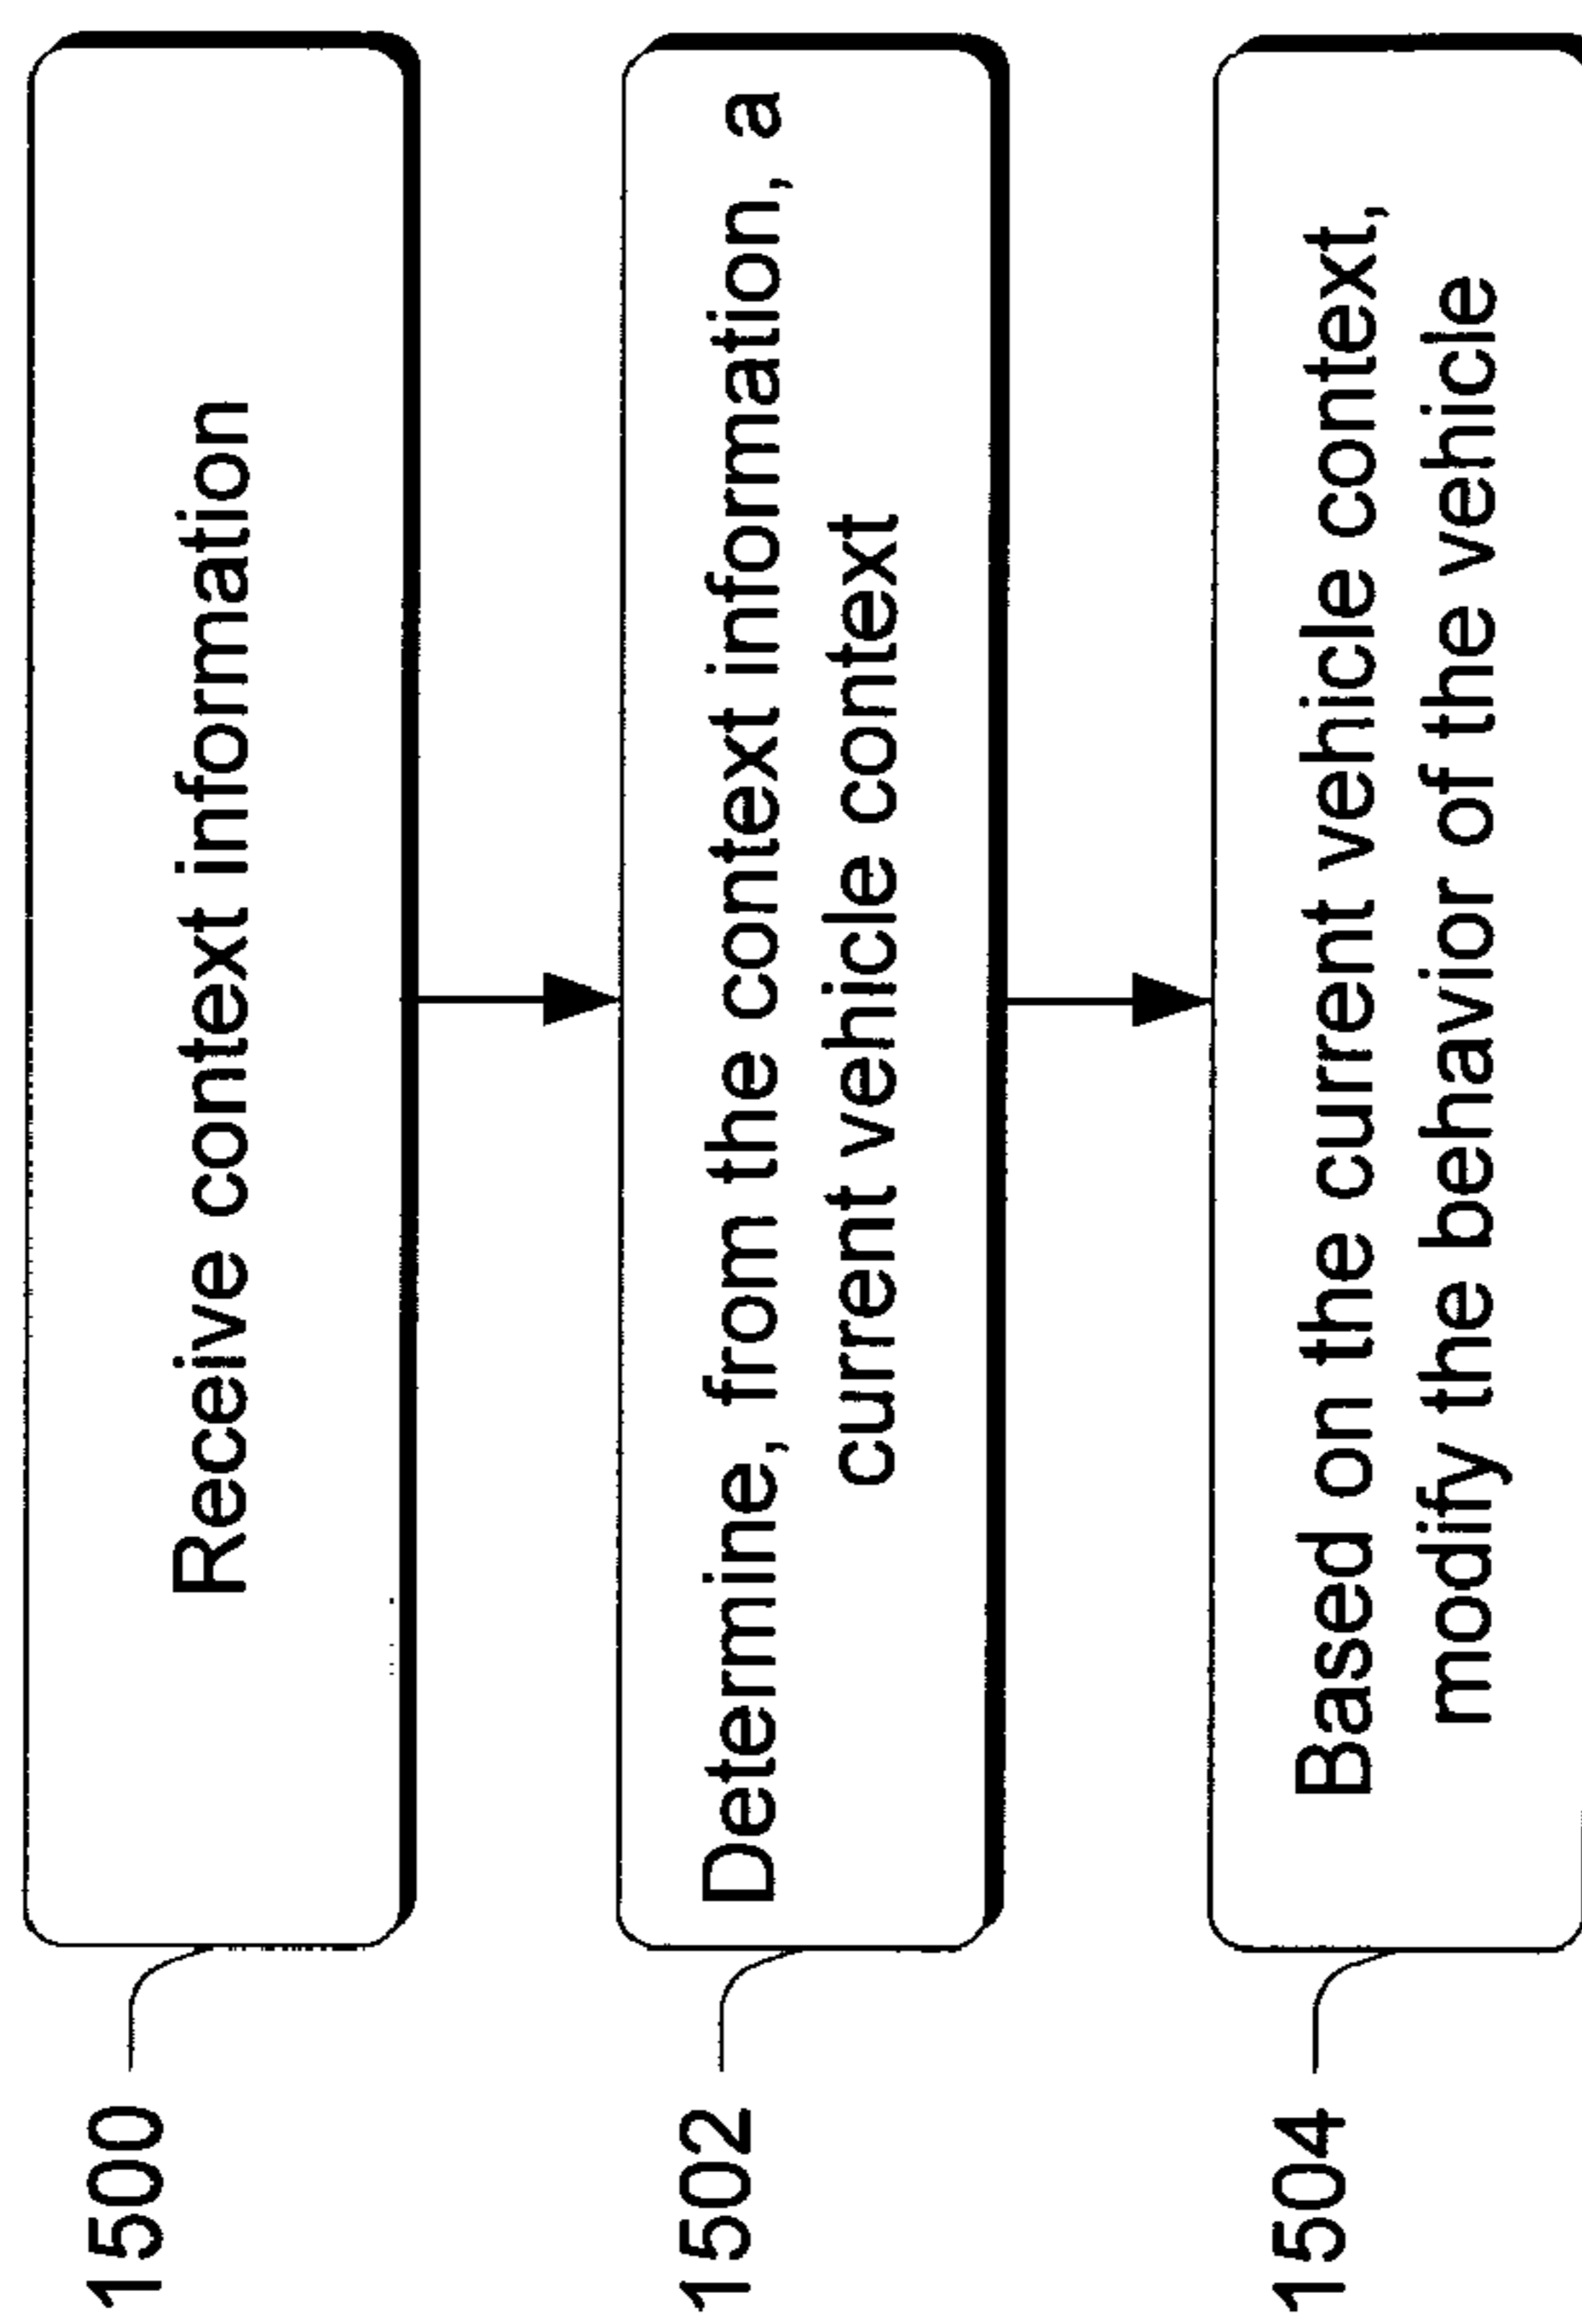 1500
Receive context information
1502
Determine, from the context information, a
current vehicle context
1504
Based on the current vehicle context,
modify the behavior of the vehicle